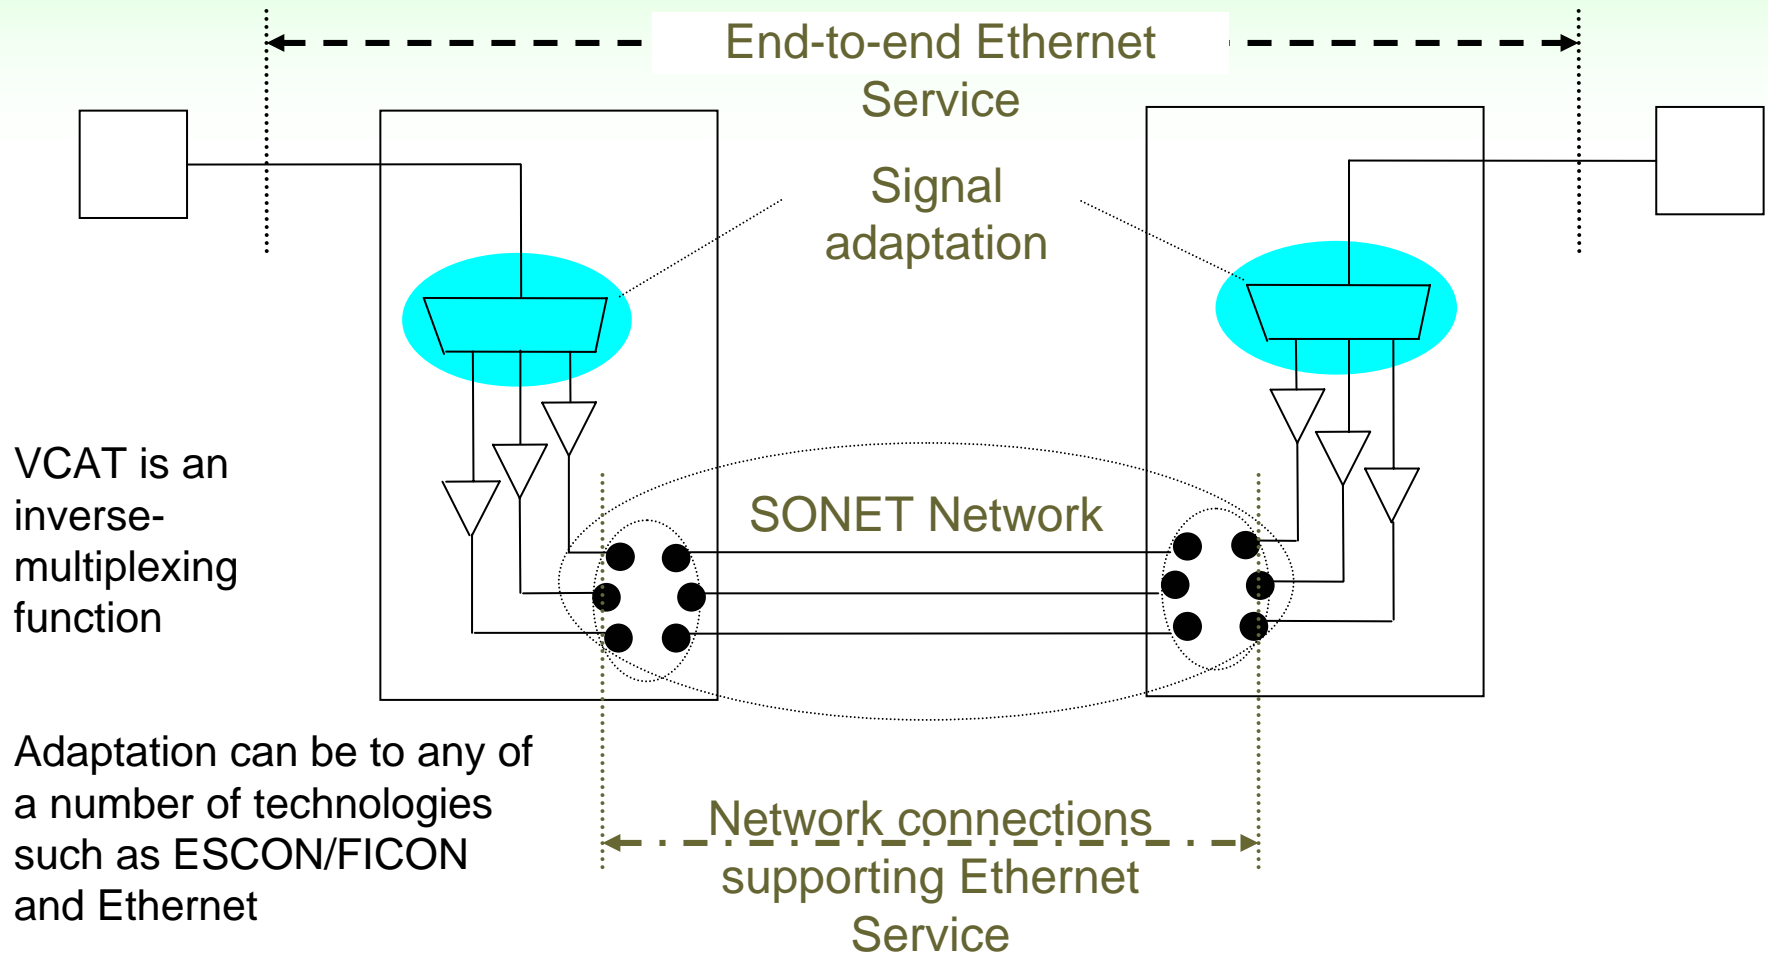 End-to-end Ethernet
Service
Signal
adaptation
VCAT is an
inverse-
multiplexing
function
SONET Network
Adaptation can be to any of
a number of technologies
such as ESCON/FICON
and Ethernet
Network connections
supporting Ethernet
Service